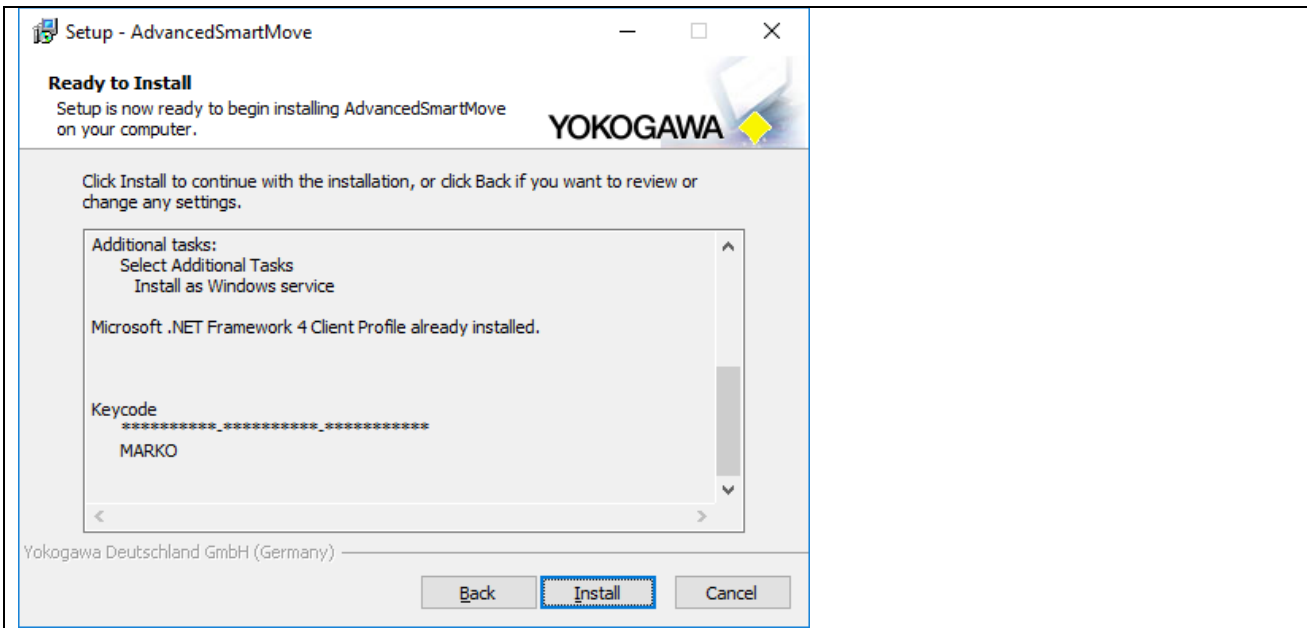 Setup - AdvancedSmartMove
Ready to Install
Setup is now ready to begin installing AdvancedSmartMove
on your computer.
YOKOGAWA
Click Install to continue with the installation, or click Back if you want to review or
change any settings.
Additional tasks:
Select Additional Tasks
Install as Windows service
Microsoft .NET Framework 4 Client Profile already installed.
Keycode
**********-**********-***********
MARKO
Yokogawa Deutschland GmbH (Germany)
Back
Install
Cancel